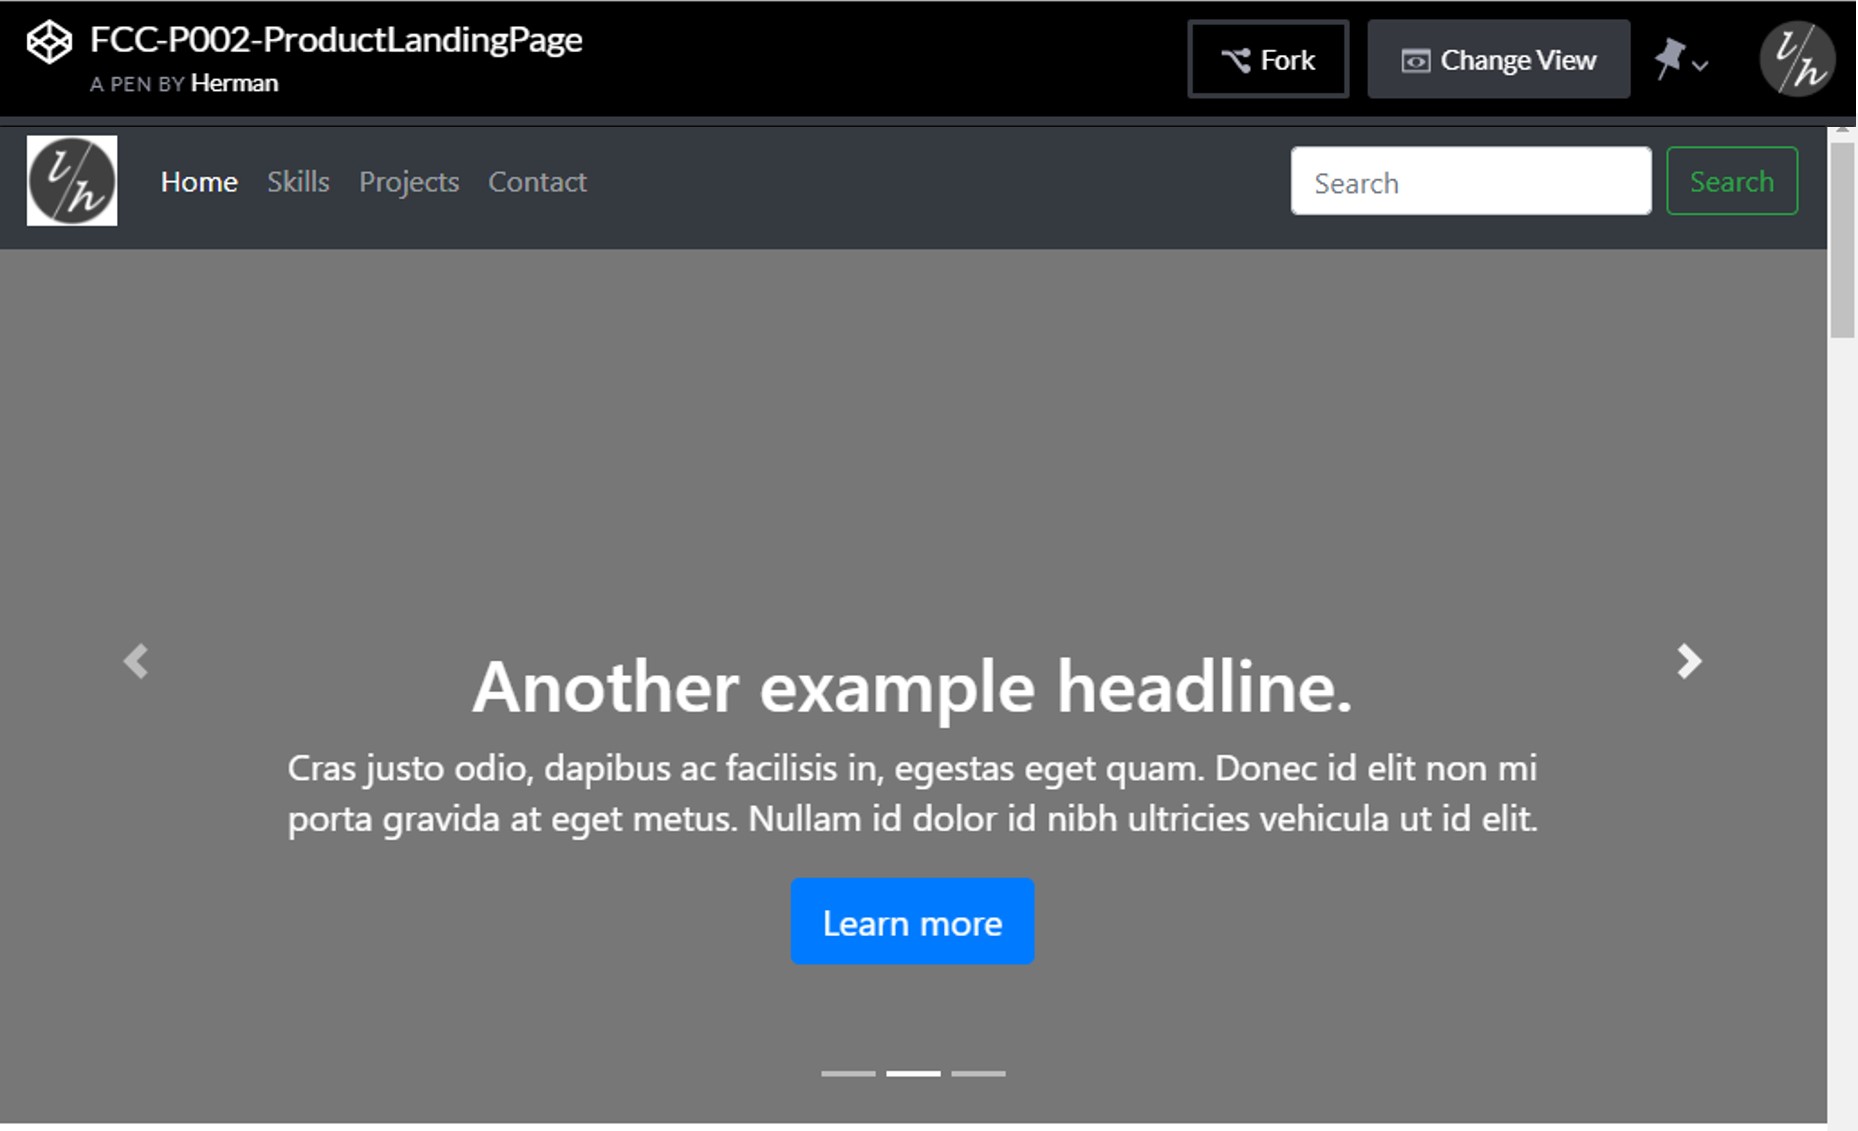 FCC-P002-ProductLandingPage
A PEN BY Herman
Fork
Change View
l/h
l/h
Home
Skills
Projects
Contact
Search
Search
Another example headline.
Cras justo odio, dapibus ac facilisis in, egestas eget quam. Donec id elit non mi
porta gravida at eget metus. Nullam id dolor id nibh ultricies vehicula ut id elit.
Learn more